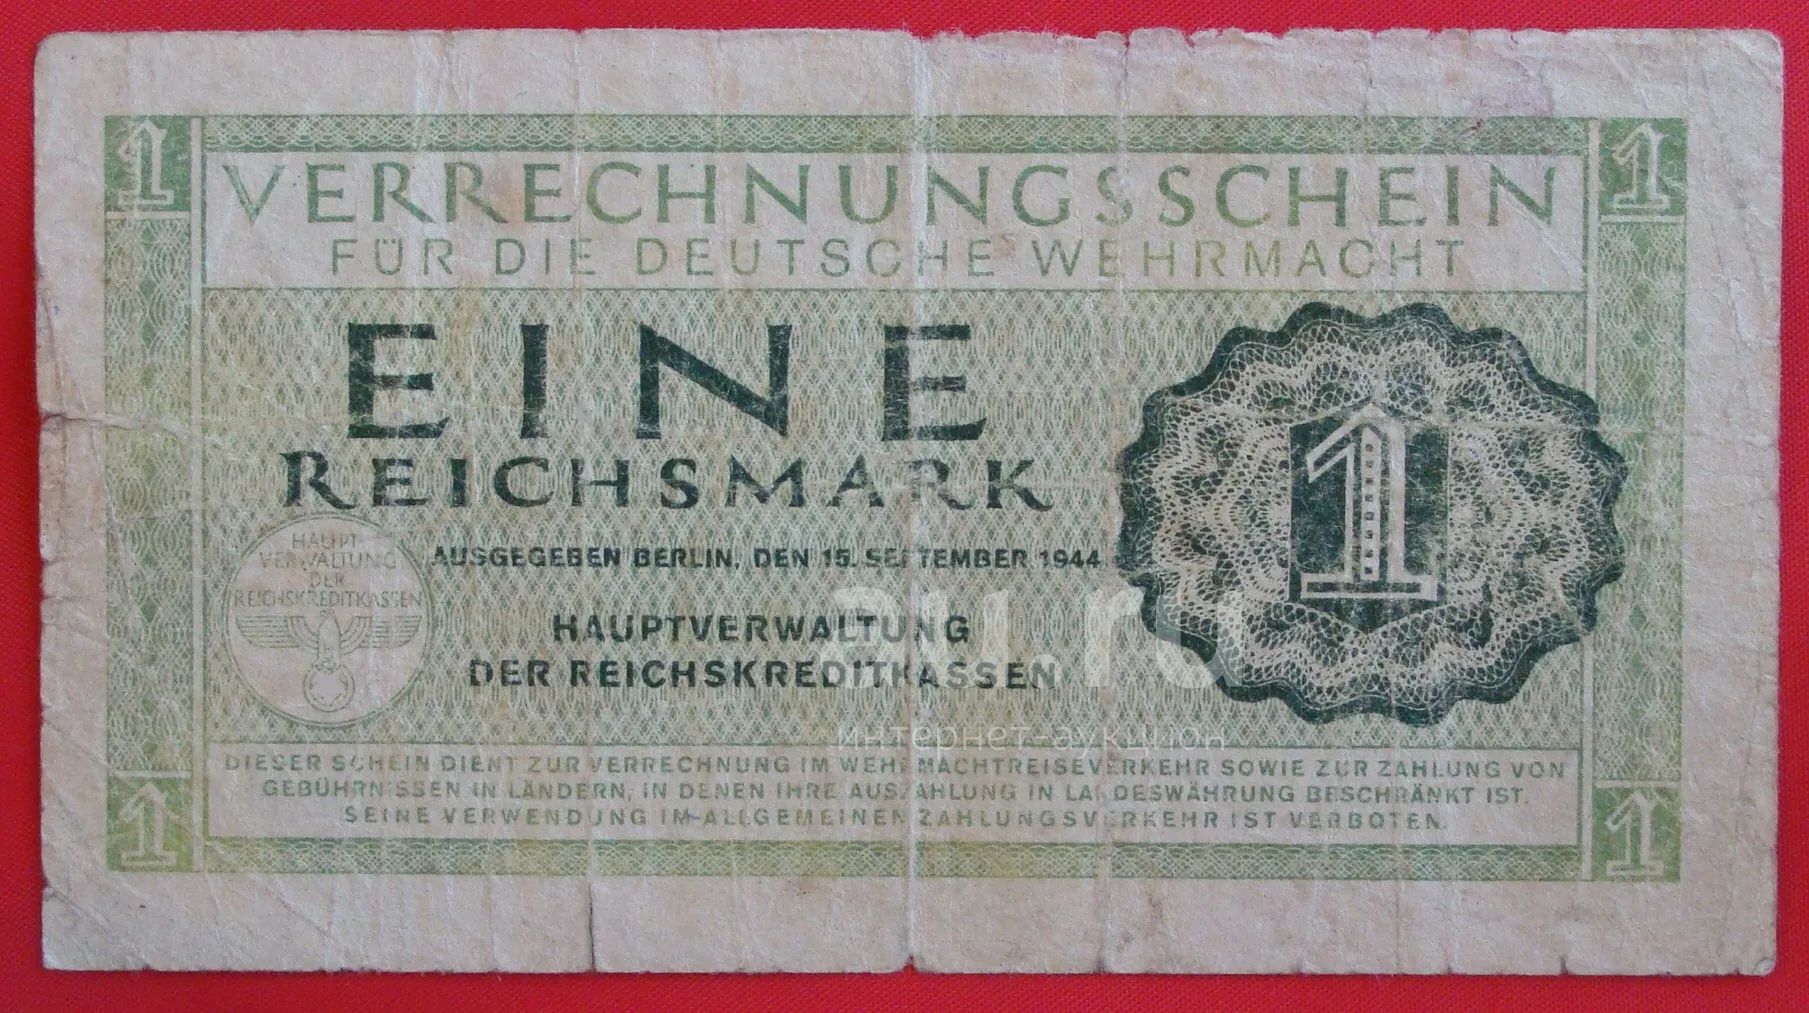 1 1
VERRECHNUNGSSCHEIN
FÜR DIE DEUTSCHE WEHRMACHT
EINE
REICHSMARK
1
AUSGEGEBEN BERLIN, DEN 15. SEPTEMBER 1944
HAUPT
VERWALTUNG
DER
REICHSKREDITKASSEN
HAUPTVERWALTUNG
DER REICHSKREDITKASSEN
au.ru
интернет-аукцион
DIESER SCHEIN DIENT ZUR VERRECHNUNG IM WEHRMACHTREISEVERKEHR SOWIE ZUR ZAHLUNG VON
GEBÜHRNISSEN IN LÄNDERN, IN DENEN IHRE AUSZAHLUNG IN LANDESWÄHRUNG BESCHRÄNKT IST.
SEINE VERWENDUNG IM ALLGEMEINEN ZAHLUNGSVERKEHR IST VERBOTEN.
1 1